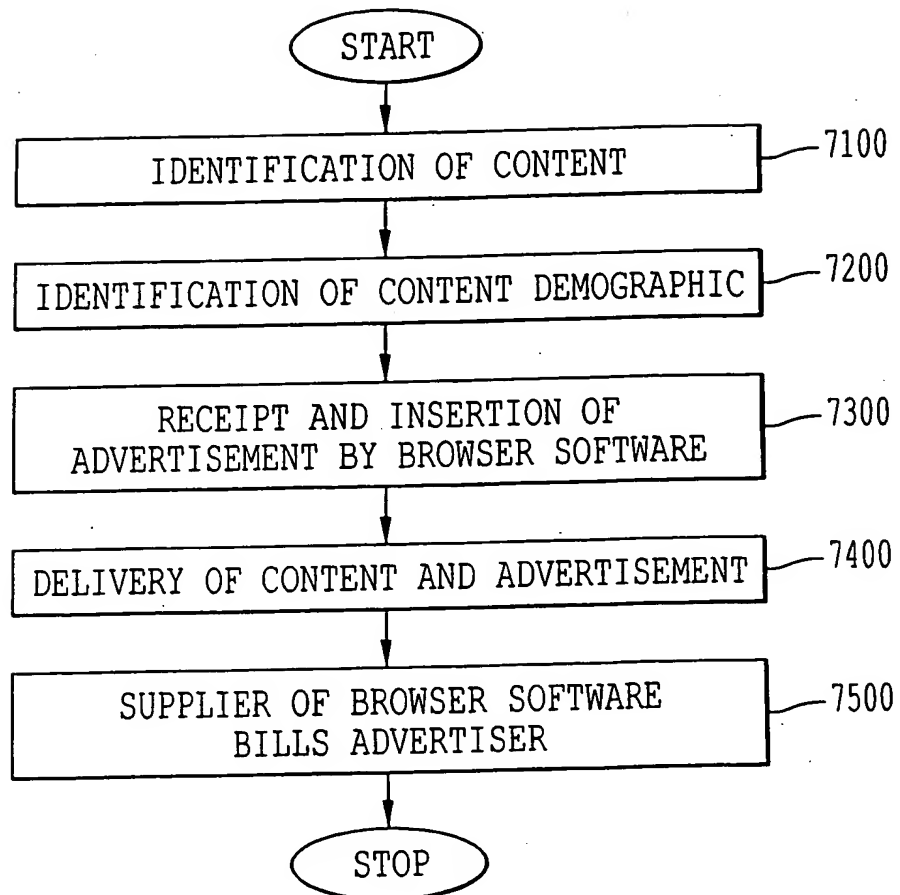 START
IDENTIFICATION OF CONTENT
7100
IDENTIFICATION OF CONTENT DEMOGRAPHIC
7200
RECEIPT AND INSERTION OF
ADVERTISEMENT BY BROWSER SOFTWARE
7300
DELIVERY OF CONTENT AND ADVERTISEMENT
7400
SUPPLIER OF BROWSER SOFTWARE
BILLS ADVERTISER
7500
STOP